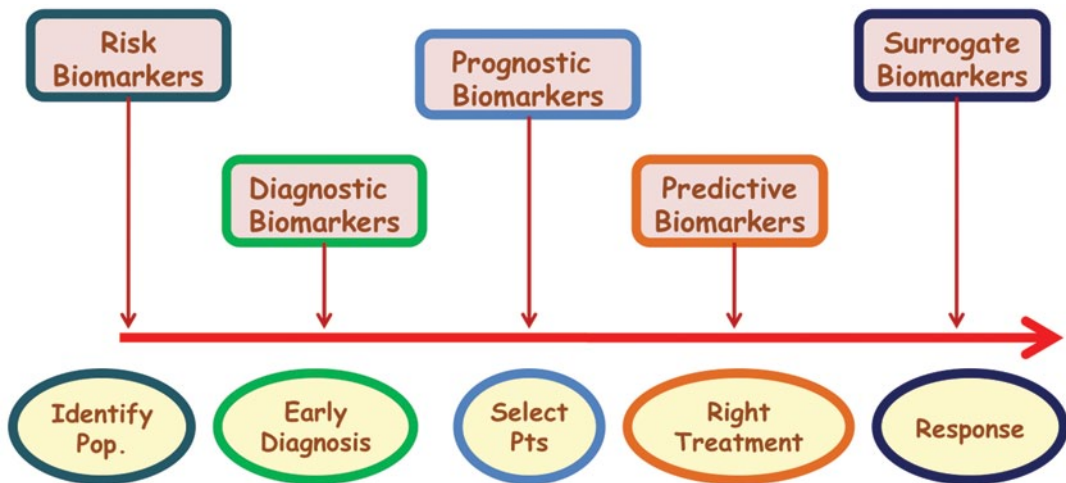 Risk
Biomarkers
Diagnostic
Biomarkers
Prognostic
Biomarkers
Predictive
Biomarkers
Surrogate
Biomarkers
Identify
Pop.
Early
Diagnosis
Select
Pts
Right
Treatment
Response